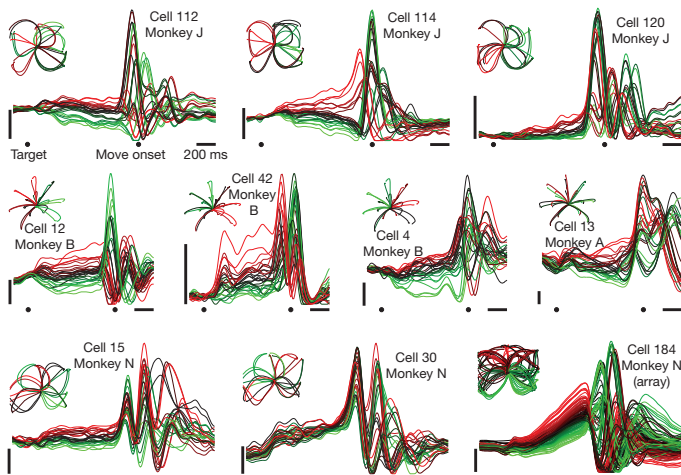 Cell 112
Monkey J
Cell 114
Monkey J
Cell 120
Monkey J
Target
Move onset
200 ms
Cell 12
Monkey B
Cell 42
Monkey
B
Cell 4
Monkey B
Cell 13
Monkey A
Cell 15
Monkey N
Cell 30
Monkey N
Cell 184
Monkey N
(array)